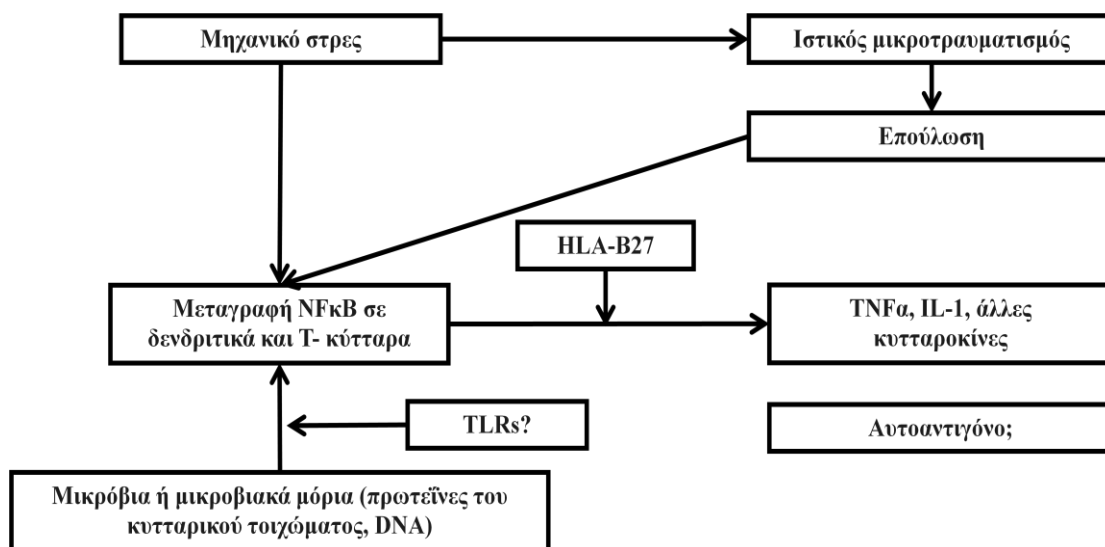 Μηχανικό στρες
Ιστικός μικροτραυματισμός
Επούλωση
HLA-B27
Μεταγραφή NFκB σε
δενδριτικά και Τ- κύτταρα
TNFα, IL-1, άλλες
κυτταροκίνες
TLRs?
Αυτοαντιγόνο;
Μικρόβια ή μικροβιακά μόρια (πρωτεΐνες του
κυτταρικού τοιχώματος, DNA)